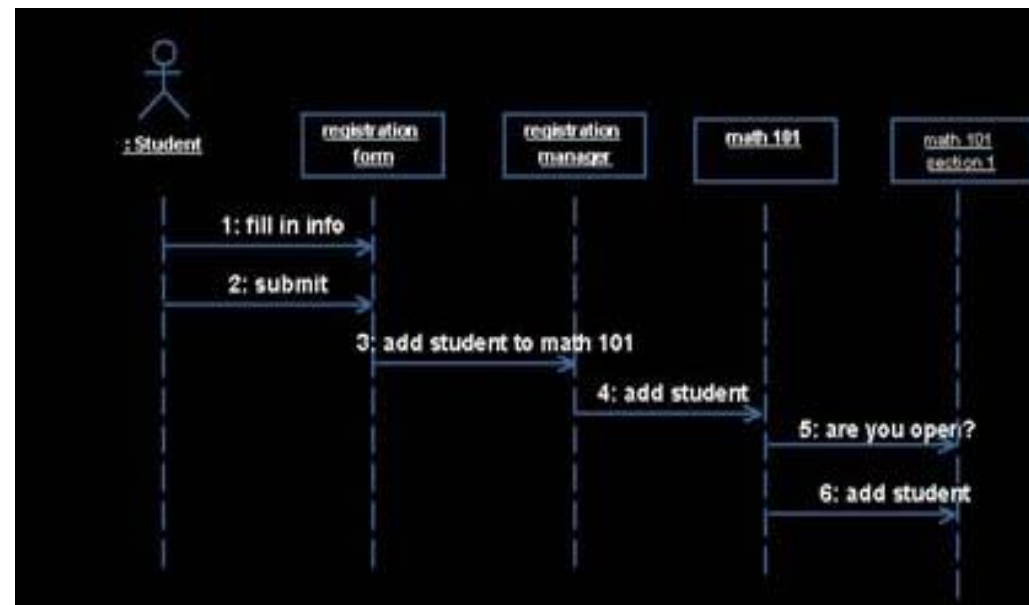 : Student
registration
form
registration
manager
math 101
math 101
section 1
1: fill in info
2: submit
3: add student to math 101
4: add student
5: are you open?
6: add student